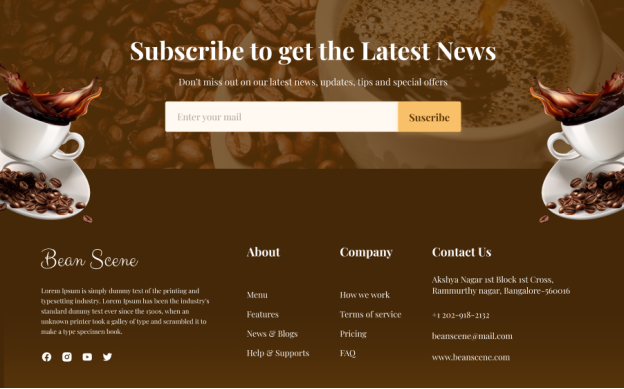 Subscribe to get the Latest News
Don't miss out on our latest news, updates, tips and special offers
Enter your mail
Suscribe
Bean Scene
Lorem Ipsum is simply dummy text of the printing and
typesetting industry. Lorem Ipsum has been the industry's
standard dummy text ever since the 1500s, when an
unknown printer took a galley of type and scrambled it to
make a type specimen book.
About
Menu
Features
News & Blogs
Help & Supports
Company
How we work
Terms of service
Pricing
FAQ
Contact Us
Akshya Nagar 1st Block 1st Cross,
Rammurthy nagar, Bangalore-560016
+1 202-918-2132
beanscene@mail.com
www.beanscene.com